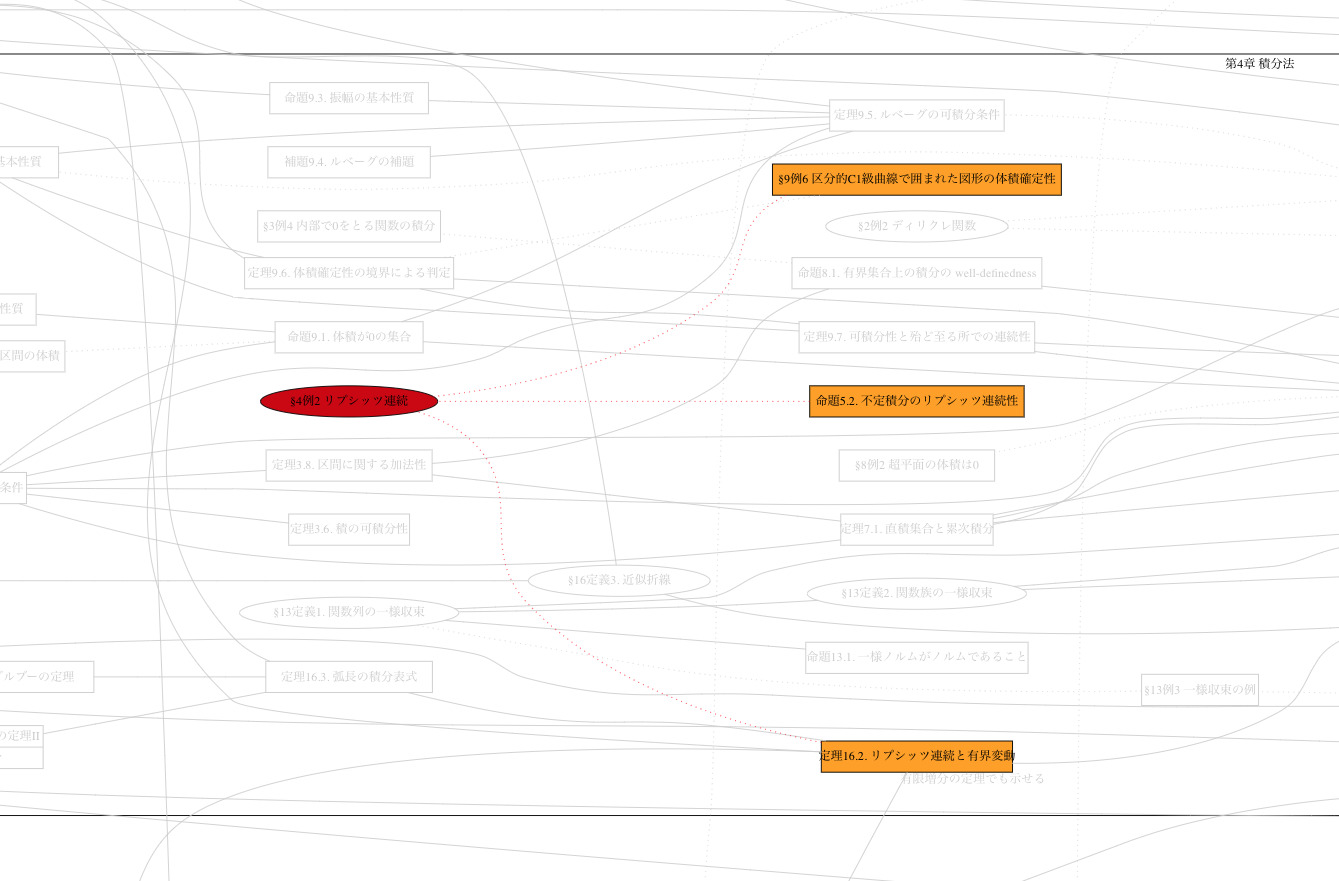 第4章 積分法
命題9.3. 振幅の基本性質
定理9.5. ルベーグの可積分条件
基本性質
補題9.4. ルベーグの補題
§9例6 区分的C1級曲線で囲まれた図形の体積確定性
§3例4 内部で0をとる関数の積分
§2例2 ディリクレ関数
定理9.6. 体積確定性の境界による判定
命題8.1. 有界集合上の積分の well-definedness
性質
命題9.1. 体積が0の集合
定理9.7. 可積分性と殆ど至る所での連続性
区間の体積
§4例2 リプシッツ連続
命題5.2. 不定積分のリプシッツ連続性
定理3.8. 区間に関する加法性
§8例2 超平面の体積は0
条件
定理3.6. 積の可積分性
定理7.1. 直積集合と累次積分
§16定義3. 近似折線
§13定義2. 関数族の一様収束
§13定義1. 関数列の一様収束
命題13.1. 一様ノルムがノルムであること
ブルブーの定理
定理16.3. 弧長の積分表式
§13例3 一様収束の例
の定理II
定理16.2. リプシッツ連続と有界変動
有限増分の定理でも示せる